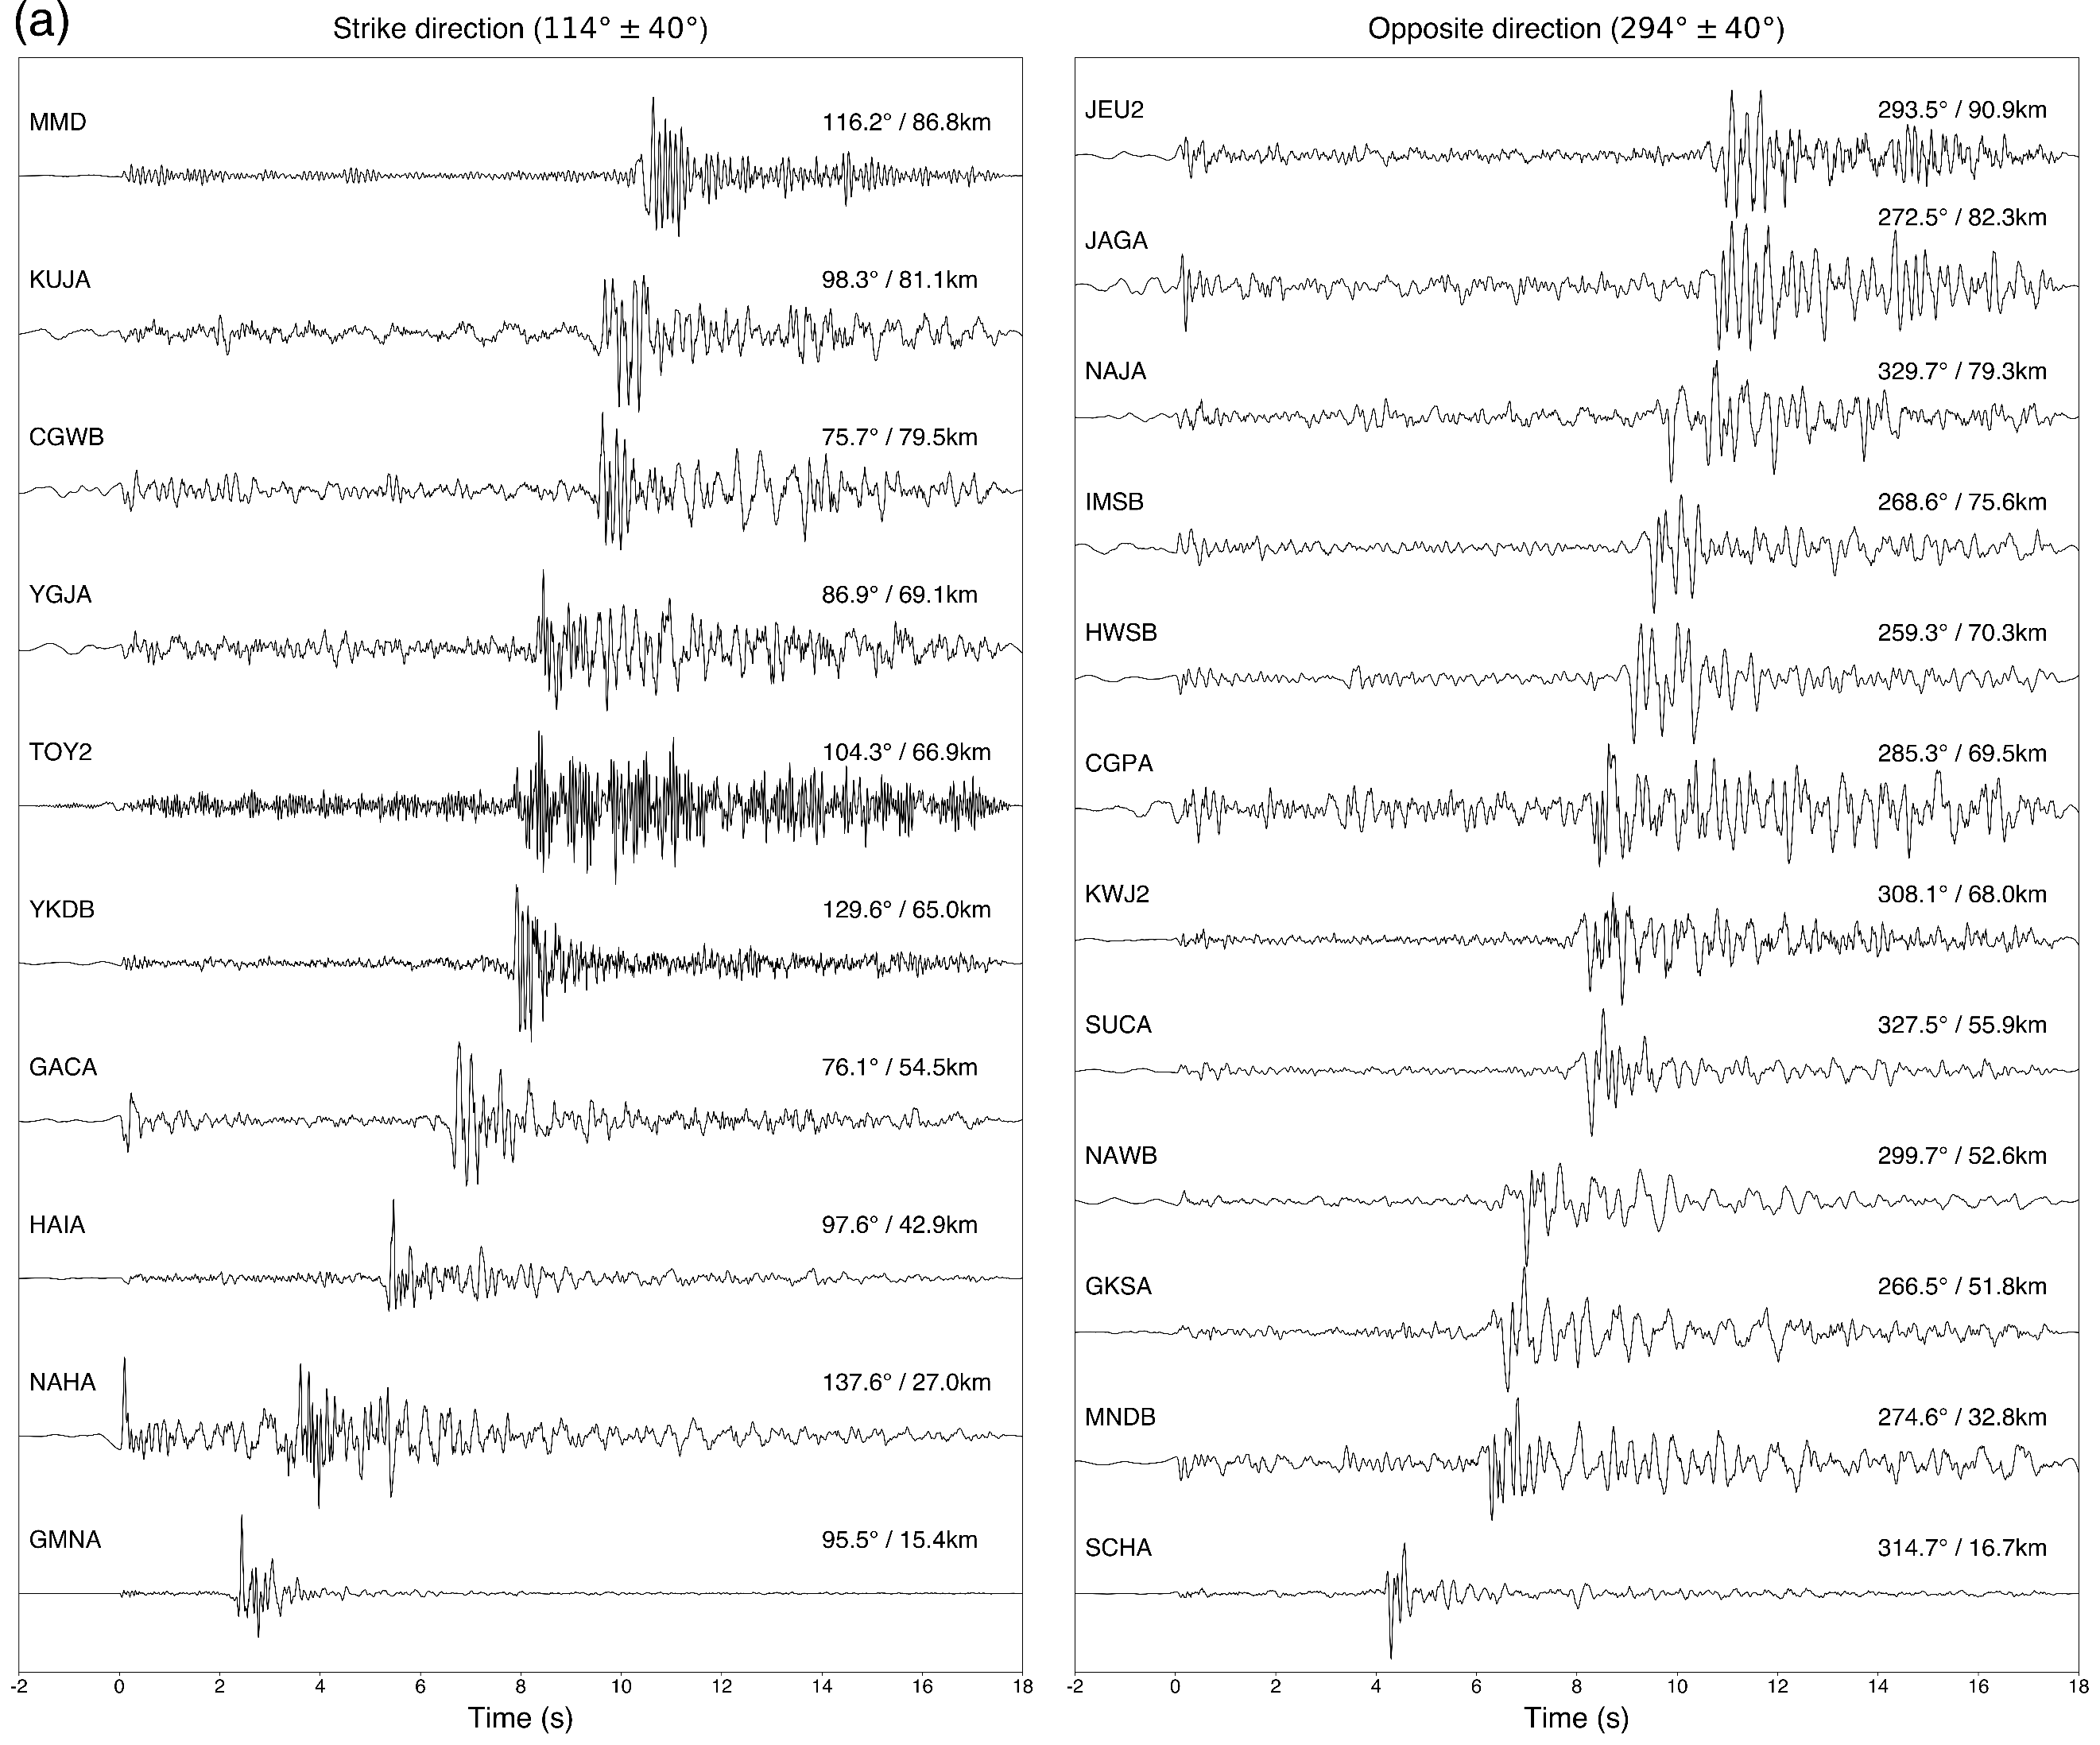 (a)
Strike direction (114° ± 40°)
MMD 116.2° / 86.8km
KUJA 98.3° / 81.1km
CGWB 75.7° / 79.5km
YGJA 86.9° / 69.1km
TOY2 104.3° / 66.9km
YKDB 129.6° / 65.0km
GACA 76.1° / 54.5km
HAIA 97.6° / 42.9km
NAHA 137.6° / 27.0km
GMNA 95.5° / 15.4km
-2 0 2 4 6 8 10 12 14 16 18
Time (s)
Opposite direction (294° ± 40°)
JEU2 293.5° / 90.9km
JAGA 272.5° / 82.3km
NAJA 329.7° / 79.3km
IMSB 268.6° / 75.6km
HWSB 259.3° / 70.3km
CGPA 285.3° / 69.5km
KWJ2 308.1° / 68.0km
SUCA 327.5° / 55.9km
NAWB 299.7° / 52.6km
GKSA 266.5° / 51.8km
MNDB 274.6° / 32.8km
SCHA 314.7° / 16.7km
-2 0 2 4 6 8 10 12 14 16 18
Time (s)